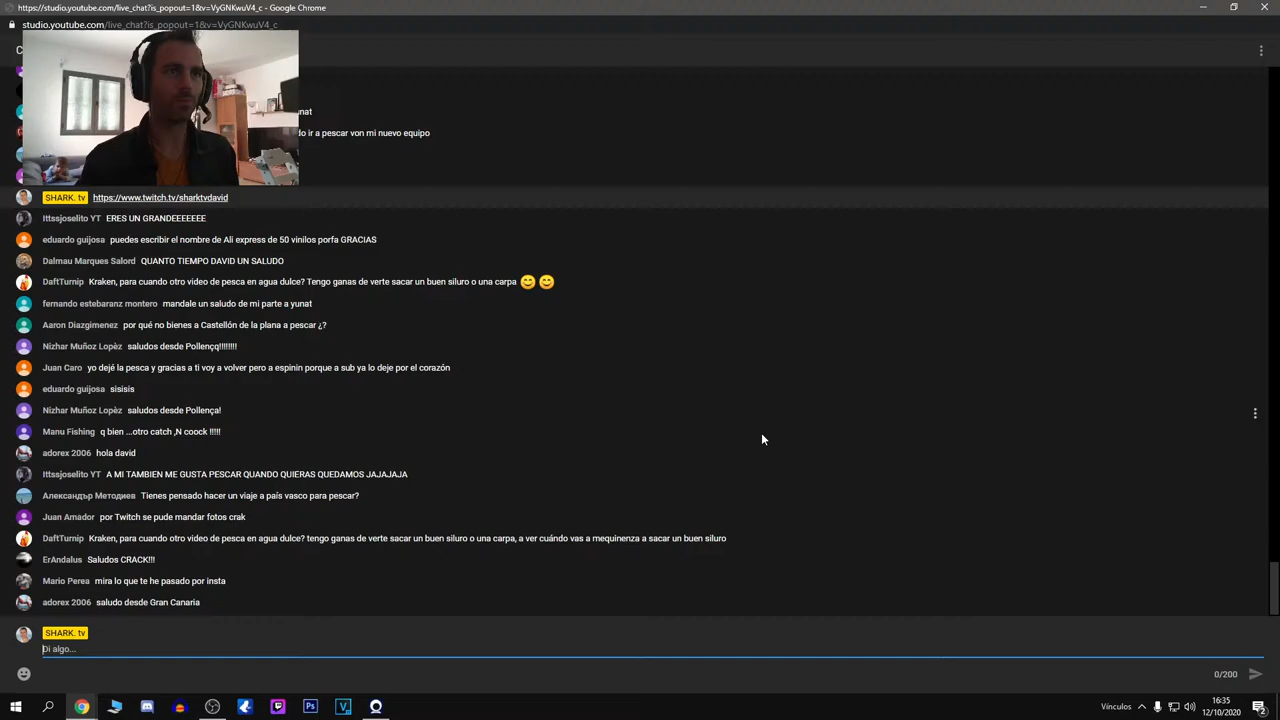 studio.youtube.com/live_chat?is_popout=1&v=VyGNKwuV4_c - Google Chrome
studio.youtube.com/live_chat?is_popout=1&v=VyGNKwuV4_c
C
nat
do ir a pescar von mi nuevo equipo
SHARK. tv https://www.twitch.tv/sharktvdavid
Ittssjoselito YT ERES UN GRANDEEEEEE
eduardo guijosa puedes escribir el nombre de Ali express de 50 vinilos porfa GRACIAS
Dalmau Marques Salord QUANTO TIEMPO DAVID UN SALUDO
DaftTurnip Kraken, para cuando otro video de pesca en agua dulce? Tengo ganas de verte sacar un buen siluro o una carpa 😊 😊
fernando estebaranz montero mandale un saludo de mi parte a yunat
Aaron Diazgimenez por qué no bienes a Castellón de la plana a pescar ¿?
Nizhar Muñoz Lopèz saludos desde Pollençq!!!!!!!!
Juan Caro yo dejé la pesca y gracias a ti voy a volver pero a espinin porque a sub ya lo deje por el corazón
eduardo guijosa sisisis
Nizhar Muñoz Lopèz saludos desde Pollença!
Manu Fishing q bien ...otro catch ,N coock !!!!!
adorex 2006 hola david
Ittssjoselito YT A MI TAMBIEN ME GUSTA PESCAR QUANDO QUIERAS QUEDAMOS JAJAJAJA
Александър Методиев Tienes pensado hacer un viaje a país vasco para pescar?
Juan Amador por Twitch se pude mandar fotos crak
DaftTurnip Kraken, para cuando otro video de pesca en agua dulce? tengo ganas de verte sacar un buen siluro o una carpa, a ver cuándo vas a mequinenza a sacar un buen siluro
ErAndalus Saludos CRACK!!!
Mario Perea mira lo que te he pasado por insta
adorex 2006 saludo desde Gran Canaria
SHARK. tv
Di algo...
0/200
Vínculos
16:35
12/10/2020
2